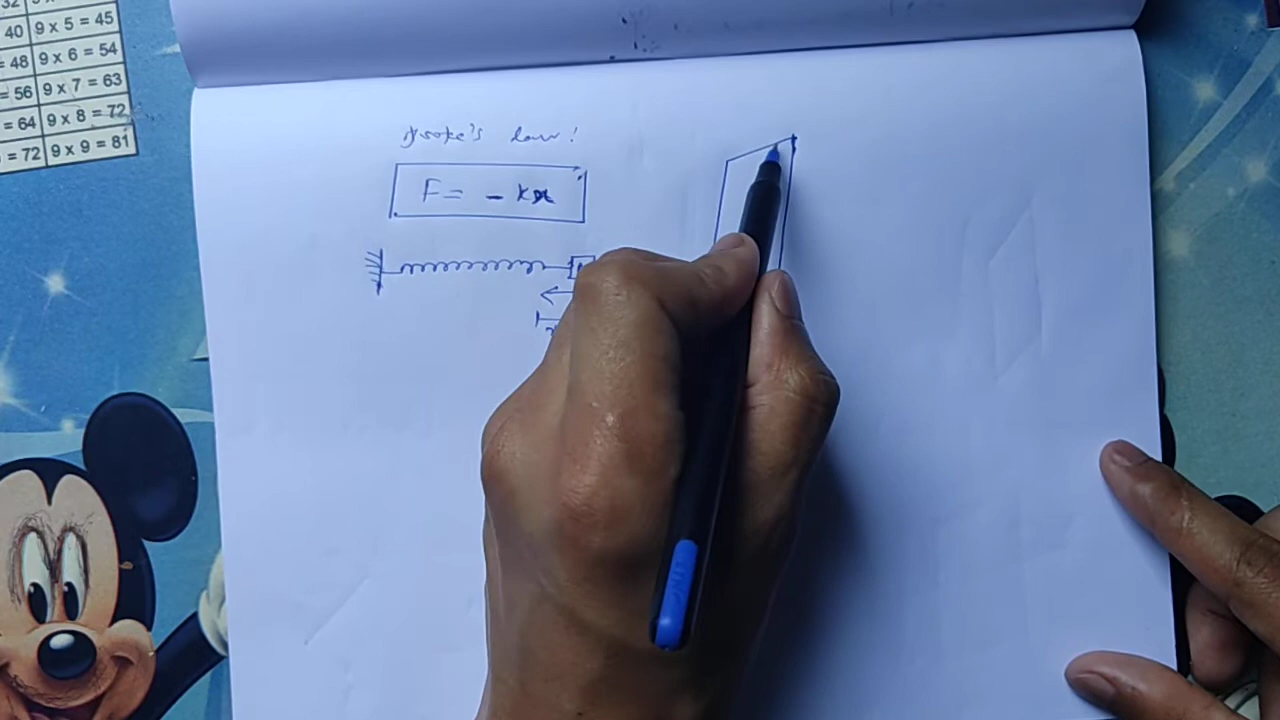 32
40 9 x 5 = 45
= 48 9 x 6 = 54
= 56 9 x 7 = 63
= 64 9 x 8 = 72
= 72 9 x 9 = 81
Hooke's law:
F = - kx